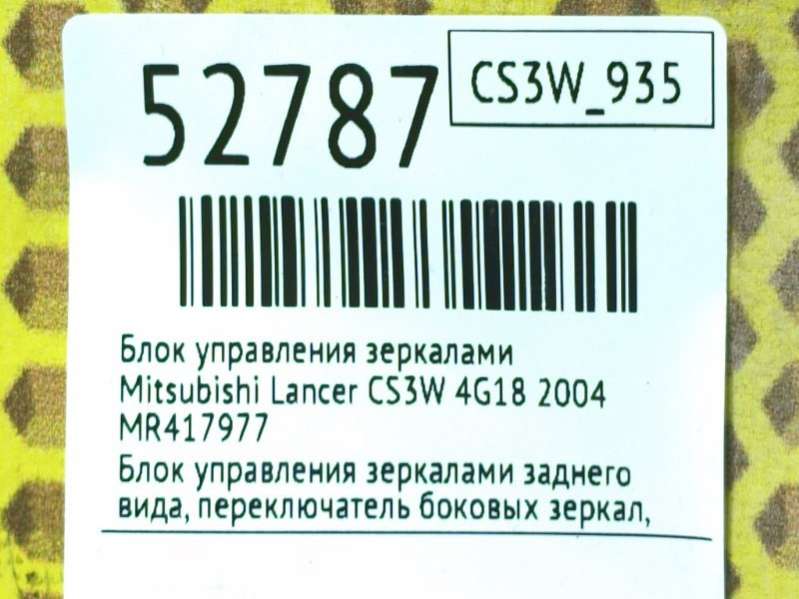 52787
CS3W_935
Блок управления зеркалами
Mitsubishi Lancer CS3W 4G18 2004
MR417977
Блок управления зеркалами заднего
вида, переключатель боковых зеркал,